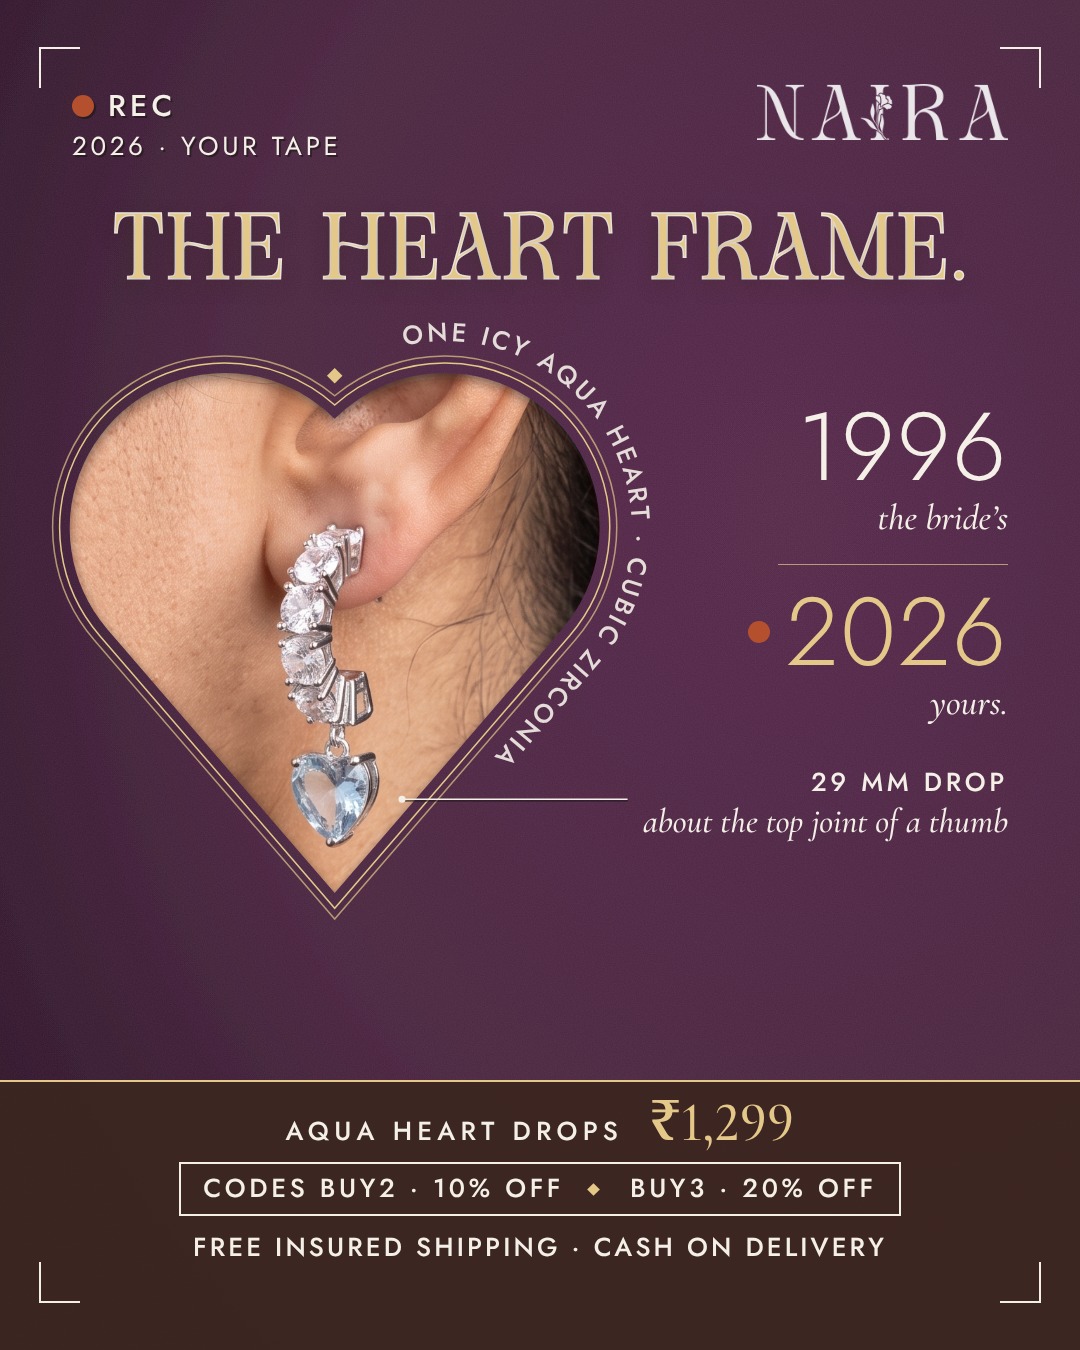 REC
2026 · YOUR TAPE
NAIRA
THE HEART FRAME.
ONE ICY AQUA HEART · CUBIC ZIRCONIA
1996
the bride’s
2026
yours.
29 MM DROP
about the top joint of a thumb
AQUA HEART DROPS ₹1,299
CODES BUY2 · 10% OFF ◆ BUY3 · 20% OFF
FREE INSURED SHIPPING · CASH ON DELIVERY